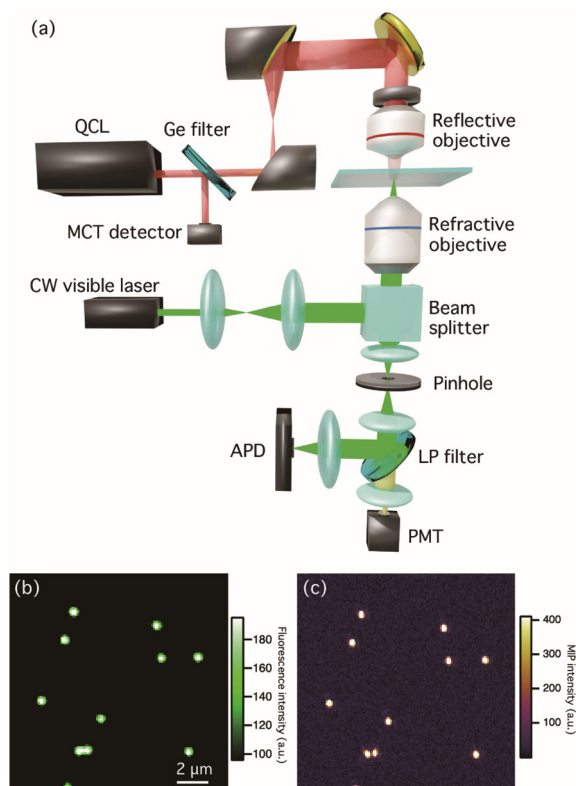 (a)
QCL
Ge filter
Reflective
objective
MCT detector
Refractive
objective
CW visible laser
Beam
splitter
Pinhole
APD
LP filter
PMT
(b)
180
160
140
120
100
Fluorescence
intensity (a.u.)
2 μm
(c)
400
300
200
100
MIP intensity (a.u.)